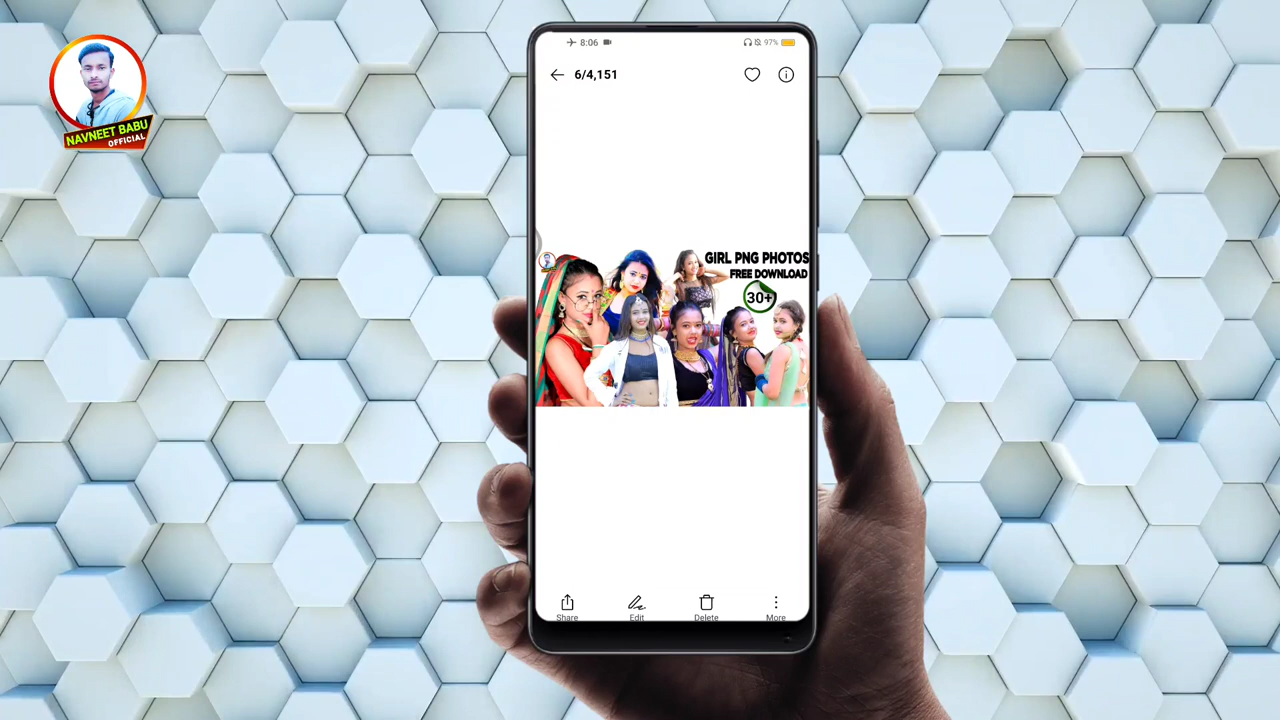 NAVNEET BABU
OFFICIAL
8:06
97%
6/4,151
GIRL PNG PHOTOS
FREE DOWNLOAD
30+
Share
Edit
Delete
More